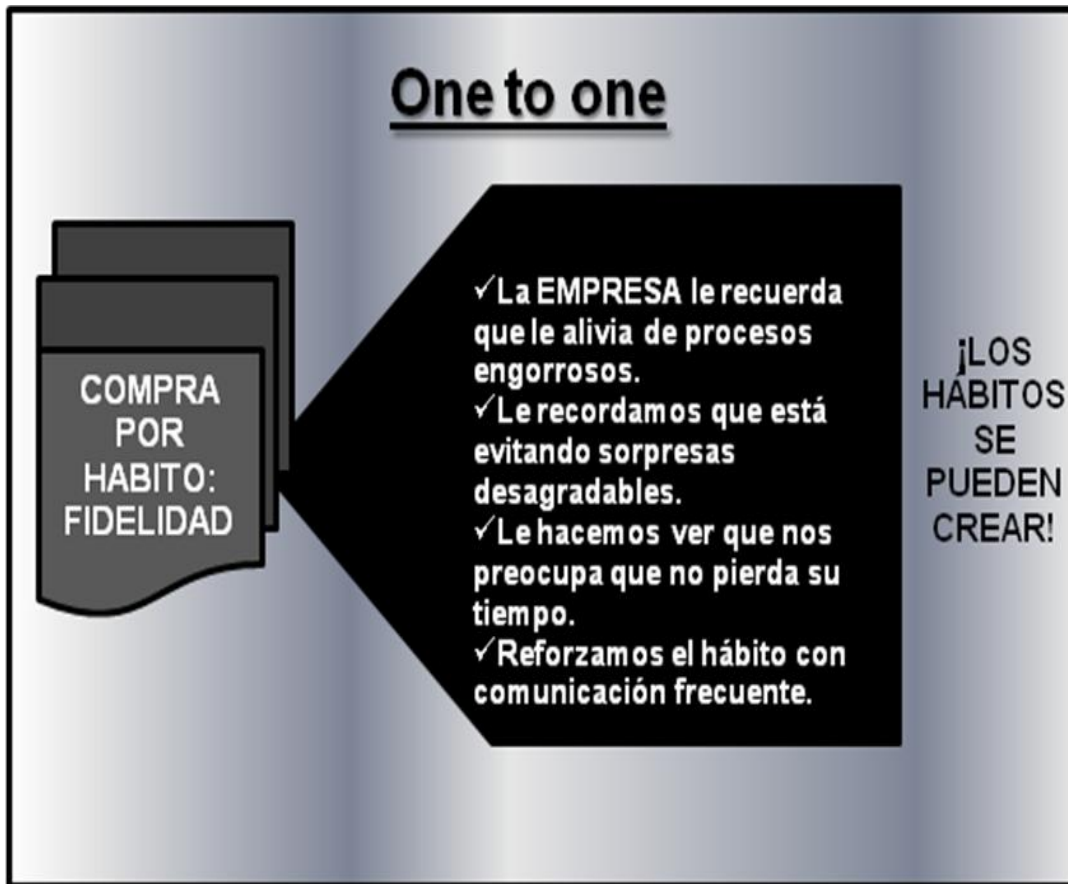 One to one
COMPRA
POR
HABITO:
FIDELIDAD
✓La EMPRESA le recuerda
que le alivia de procesos
engorrosos.
✓Le recordamos que está
evitando sorpresas
desagradables.
✓Le hacemos ver que nos
preocupa que no pierda su
tiempo.
✓Reforzamos el hábito con
comunicación frecuente.
¡LOS
HÁBITOS
SE
PUEDEN
CREAR!